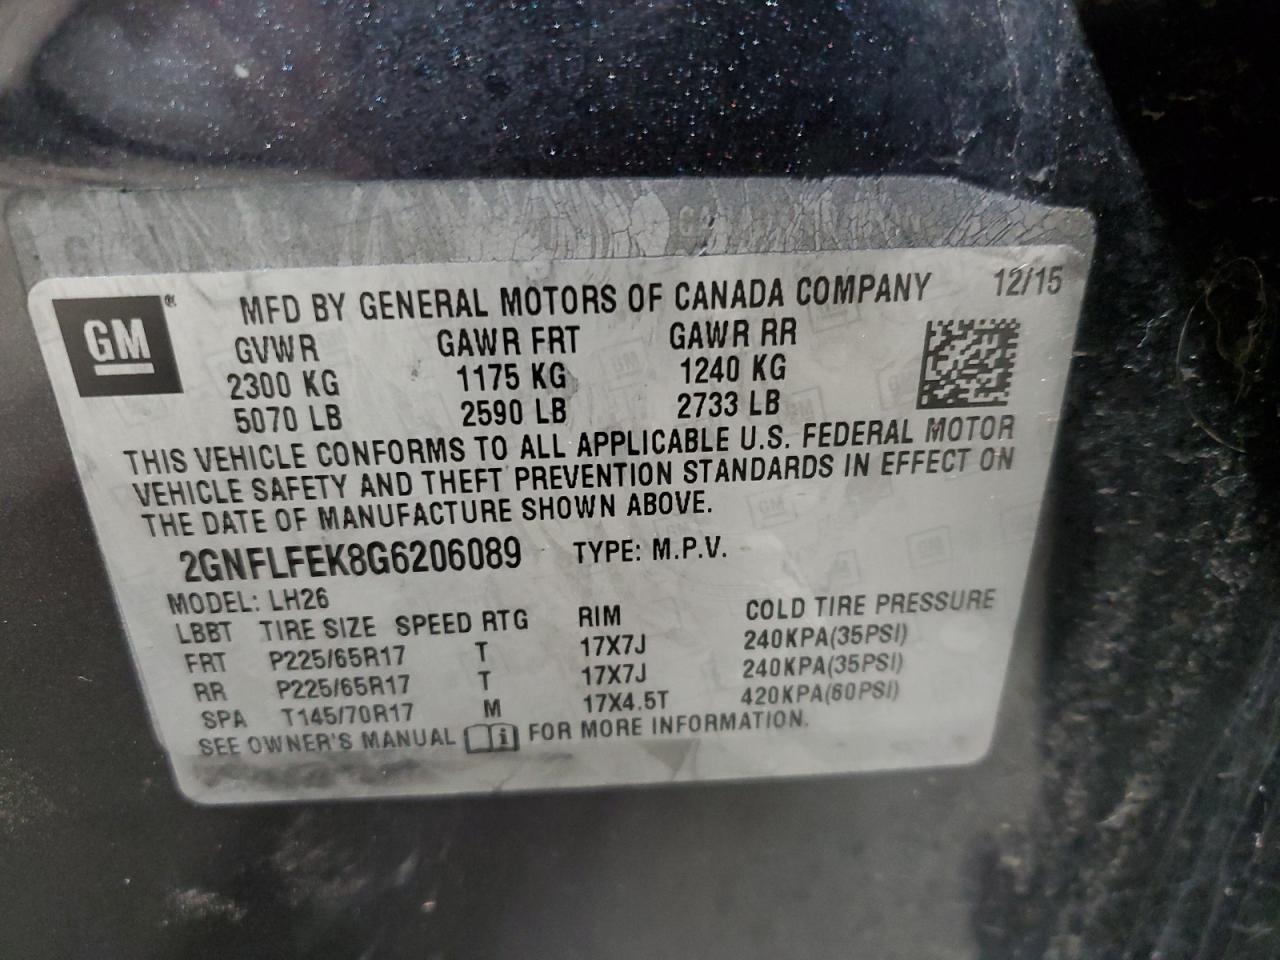 MFD BY GENERAL MOTORS OF CANADA COMPANY 12/15
GM ®
GVWR GAWR FRT GAWR RR
2300 KG 1175 KG 1240 KG
5070 LB 2590 LB 2733 LB
THIS VEHICLE CONFORMS TO ALL APPLICABLE U.S. FEDERAL MOTOR
VEHICLE SAFETY AND THEFT PREVENTION STANDARDS IN EFFECT ON
THE DATE OF MANUFACTURE SHOWN ABOVE.
2GNFLFEK8G6206089 TYPE: M.P.V.
MODEL: LH26
LBBT TIRE SIZE SPEED RTG RIM COLD TIRE PRESSURE
FRT P225/65R17 T 17X7J 240KPA(35PSI)
RR P225/65R17 T 17X7J 240KPA(35PSI)
SPA T145/70R17 M 17X4.5T 420KPA(60PSI)
SEE OWNER'S MANUAL i FOR MORE INFORMATION.